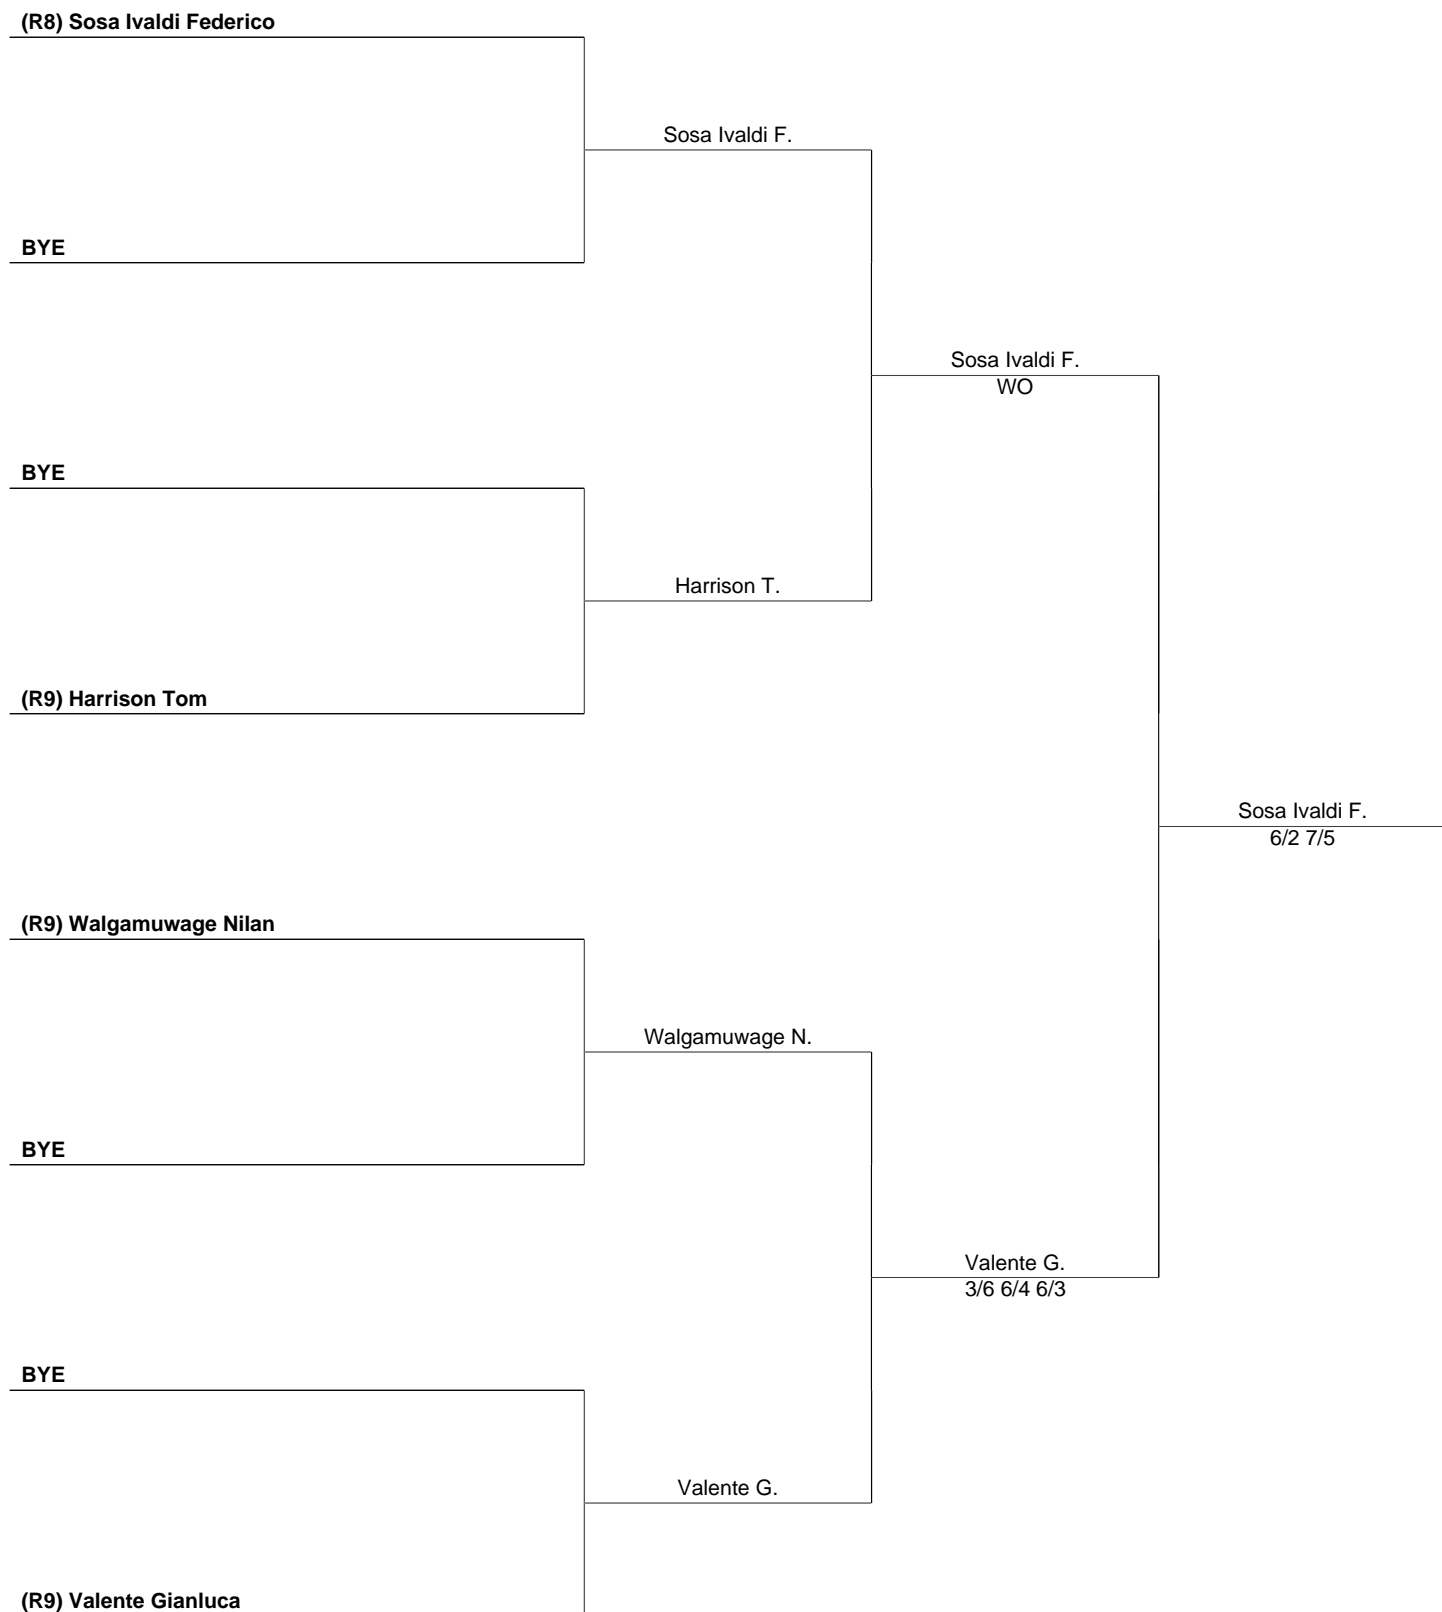 (R8) Sosa Ivaldi Federico
Sosa Ivaldi F.
BYE
Sosa Ivaldi F.
WO
BYE
Harrison T.
(R9) Harrison Tom
Sosa Ivaldi F.
6/2 7/5
(R9) Walgamuwage Nilan
Walgamuwage N.
BYE
Valente G.
3/6 6/4 6/3
BYE
Valente G.
(R9) Valente Gianluca